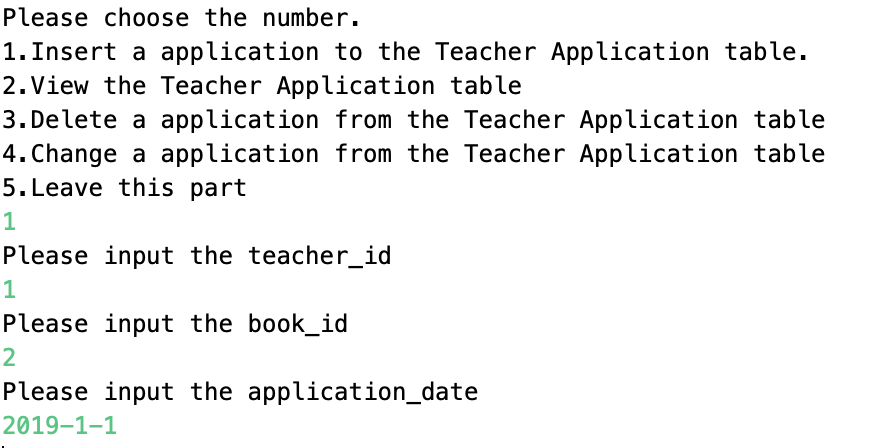 Please choose the number.
1.Insert a application to the Teacher Application table.
2.View the Teacher Application table
3.Delete a application from the Teacher Application table
4.Change a application from the Teacher Application table
5.Leave this part
1
Please input the teacher_id
1
Please input the book_id
2
Please input the application_date
2019-1-1